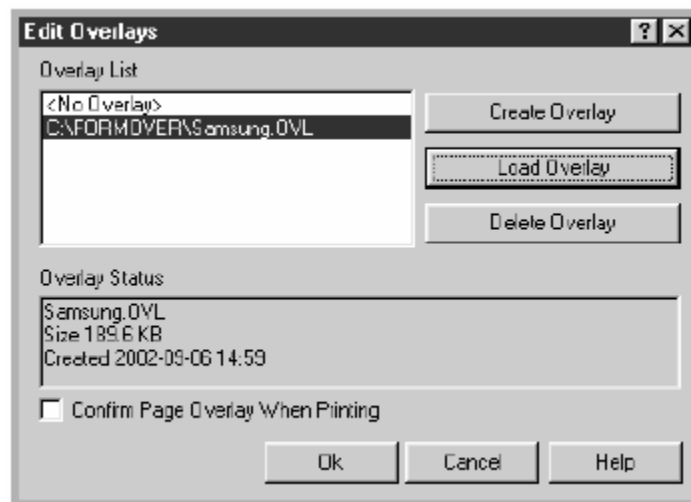 Edit Overlays
Overlay List
<No Overlay>
C:\FORMOVER\Samsung.OVL
Create Overlay
Load Overlay
Delete Overlay
Overlay Status
Samsung.OVL
Size 189.6 KB
Created 2002-09-06 14:59
Confirm Page Overlay When Printing
Ok Cancel Help